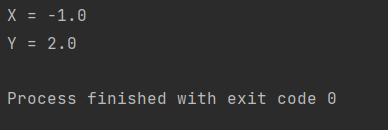 X = -1.0
Y = 2.0
Process finished with exit code 0